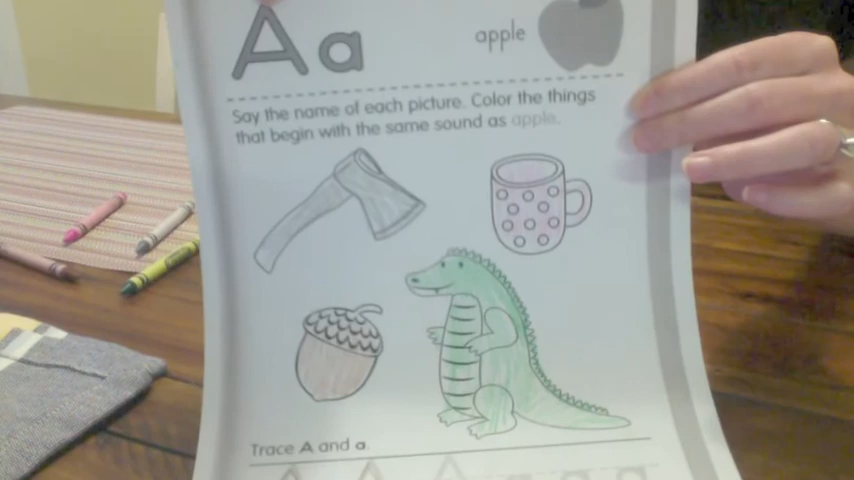 Aa
apple
Say the name of each picture. Color the things
that begin with the same sound as apple.
Trace A and a.